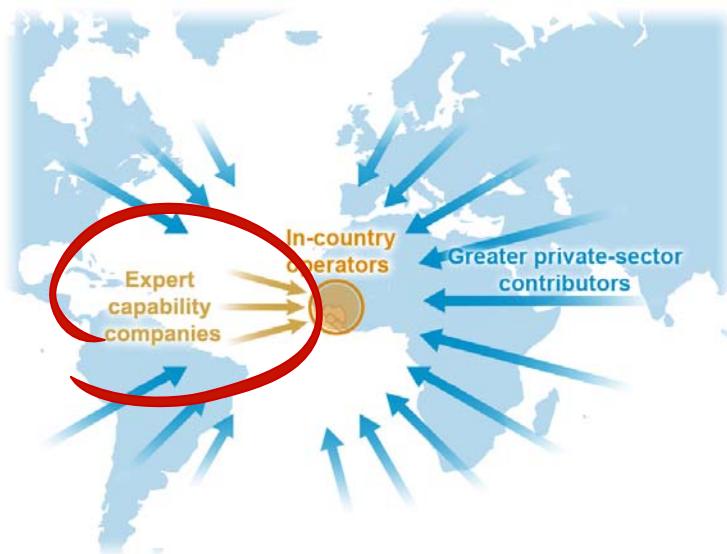 In-country
operators
Greater private-sector
contributors
Expert
capability
companies